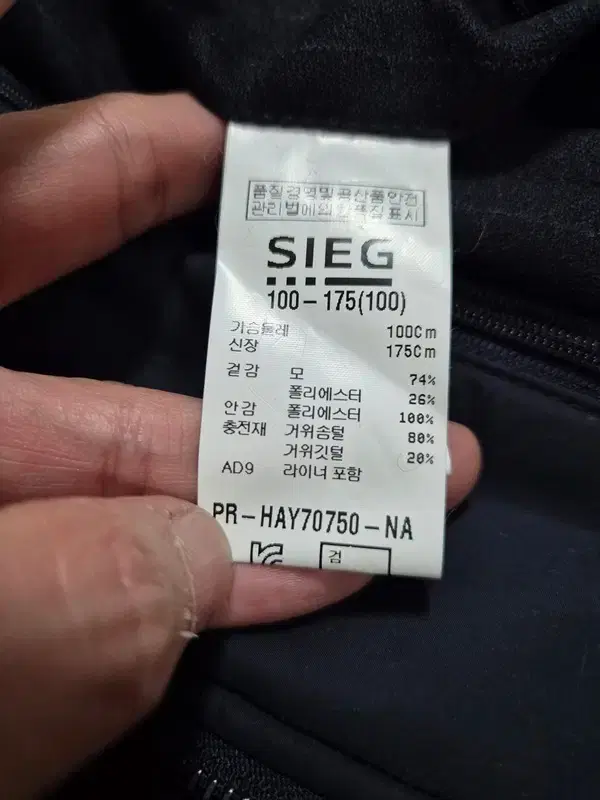 품질경영및공산품안전
관리법에의한품질표시
SIEG
100-175(100)
가슴둘레 100Cm
신장 175Cm
겉감 모 74%
폴리에스터 26%
안감 폴리에스터 100%
충전재 거위솜털 80%
거위깃털 20%
AD9 라이너 포함
PR-HAY70750-NA
검